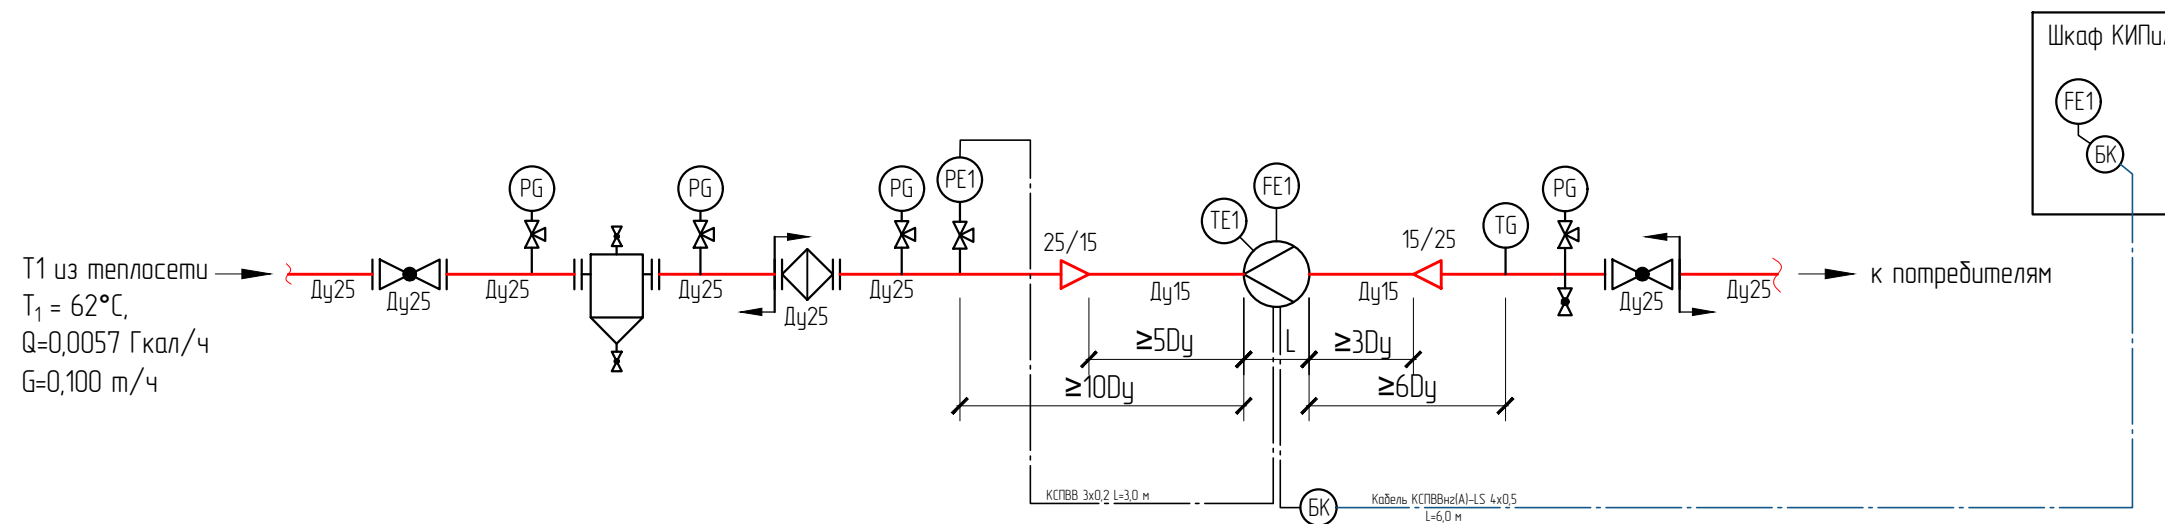 Шкаф КИПиА
FE1
БК
PG
PG
PG
PE1
FE1
TE1
PG
TG
25/15
15/25
Т1 из теплосети
T₁ = 62°C,
Q=0,0057 Гкал/ч
G=0,100 т/ч
Ду25
Ду25
Ду25
Ду25
Ду25
Ду25
Ду15
Ду15
Ду25
Ду25
к потребителям
≥5Dу
L
≥3Dу
≥10Dу
≥6Dу
КСПВВ 3х0,2 L=3,0 м
БК
Кабель КСПВВнг(А)-LS 4х0,5
L=6,0 м